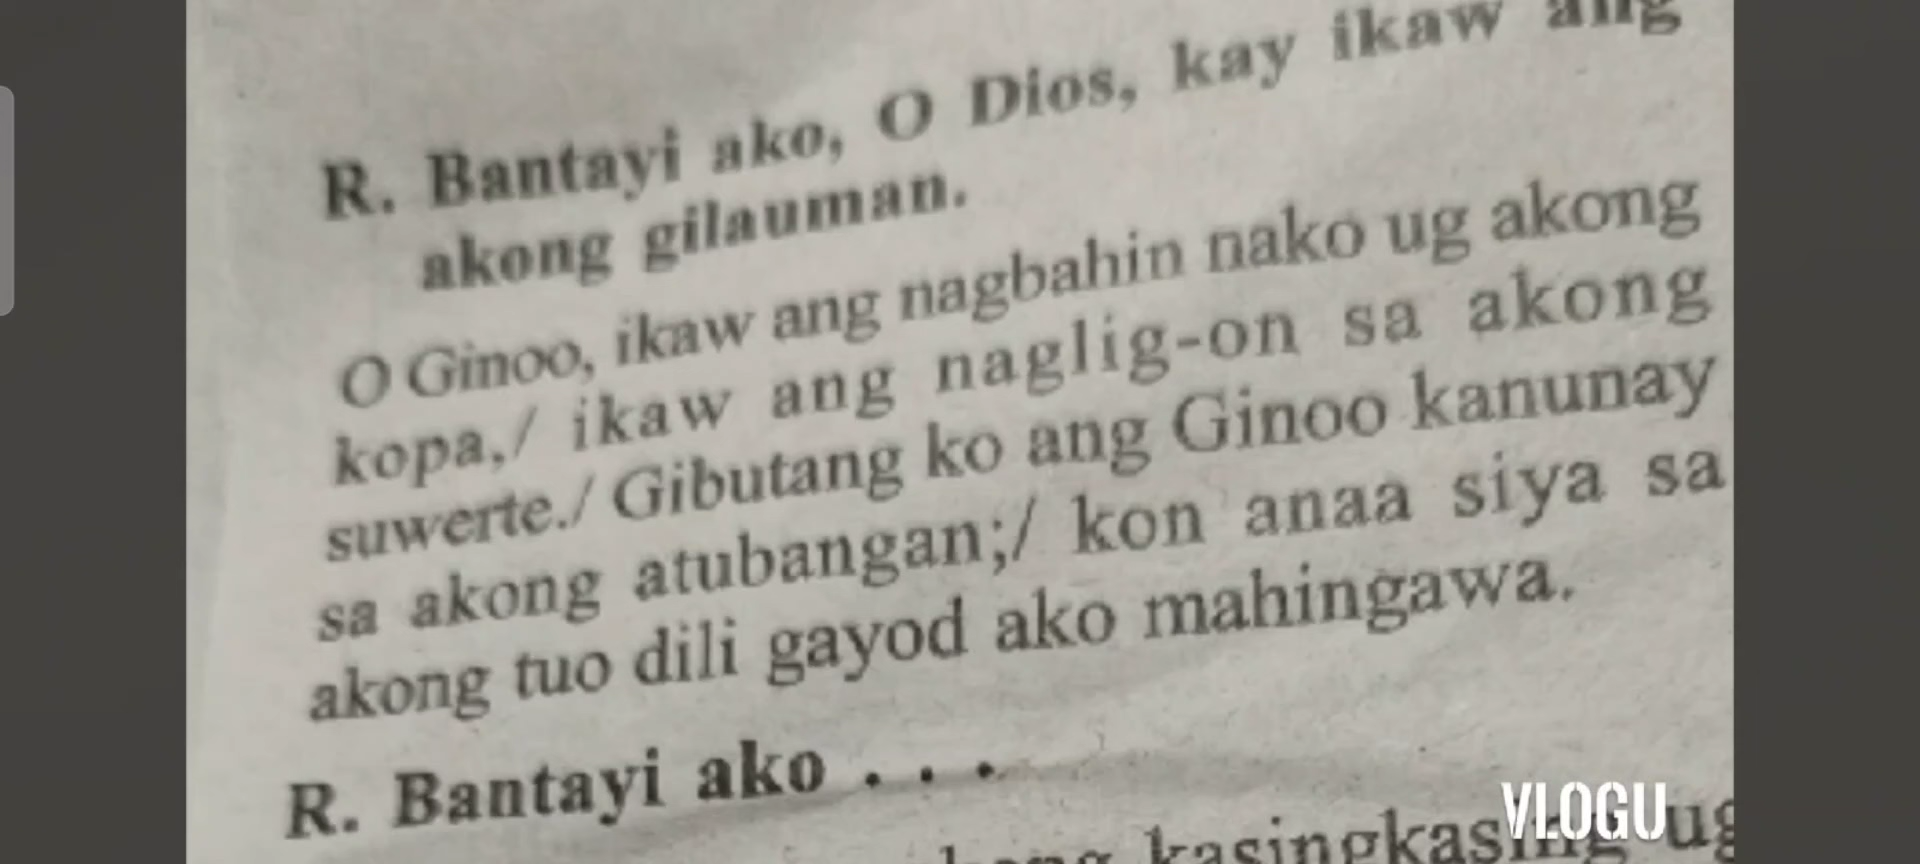 R. Bantayi ako, O Dios, kay ikaw ang
akong gilauman.
O Ginoo, ikaw ang nagbahin nako ug akong
kopa,/ ikaw ang naglig-on sa akong
suwerte./ Gibutang ko ang Ginoo kanunay
sa akong atubangan;/ kon anaa siya sa
akong tuo dili gayod ako mahingawa.
R. Bantayi ako . . .
kasingkasing ug
VLOGU